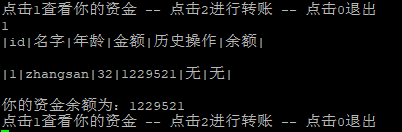 点击1查看你的资金 -- 点击2进行转账 -- 点击0退出
1
|id|名字|年龄|金额|历史操作|余额|
|1|zhangsan|32|1229521|无|无|
你的资金余额为: 1229521
点击1查看你的资金 -- 点击2进行转账 -- 点击0退出